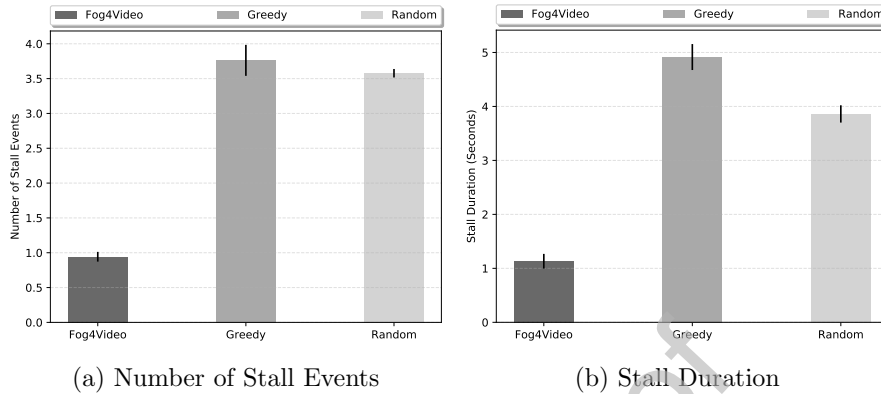 Fog4Video Greedy Random
4.0
3.5
3.0
2.5
2.0
1.5
1.0
0.5
0.0
Number of Stall Events
Fog4Video Greedy Random
(a) Number of Stall Events
Fog4Video Greedy Random
5
4
3
2
1
0
Stall Duration (Seconds)
Fog4Video Greedy Random
(b) Stall Duration